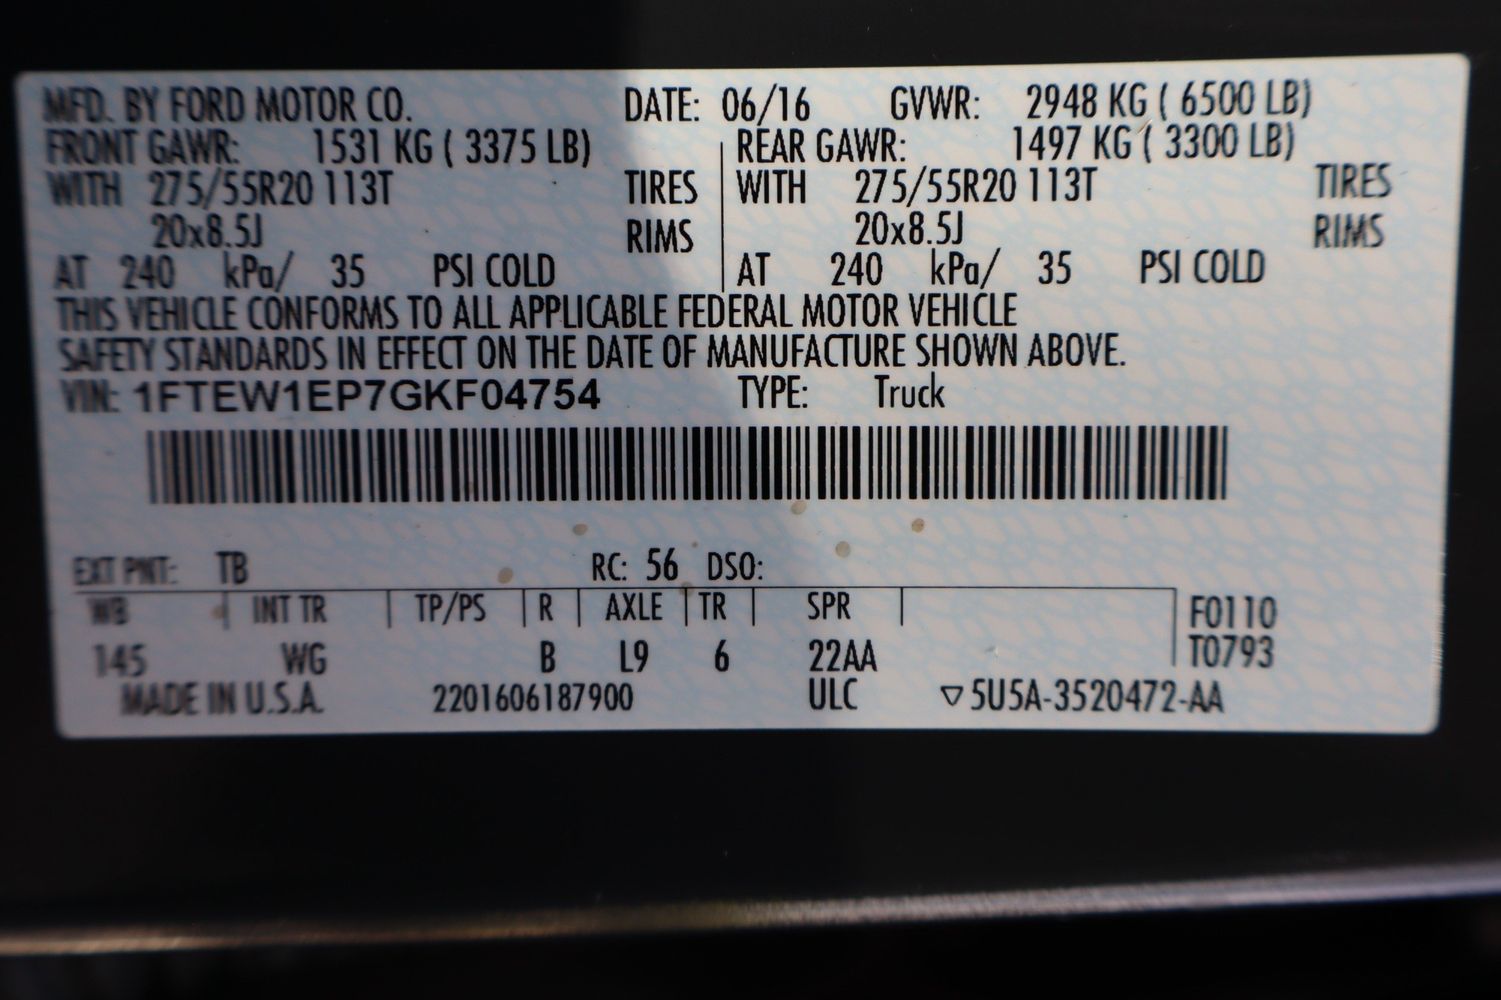 MFD. BY FORD MOTOR CO. DATE: 06/16 GVWR: 2948 KG ( 6500 LB)
FRONT GAWR: 1531 KG ( 3375 LB) REAR GAWR: 1497 KG ( 3300 LB)
WITH 275/55R20 113T TIRES WITH 275/55R20 113T TIRES
20x8.5J RIMS 20x8.5J RIMS
AT 240 kPa/ 35 PSI COLD AT 240 kPa/ 35 PSI COLD
THIS VEHICLE CONFORMS TO ALL APPLICABLE FEDERAL MOTOR VEHICLE
SAFETY STANDARDS IN EFFECT ON THE DATE OF MANUFACTURE SHOWN ABOVE.
VIN: 1FTEW1EP7GKF04754 TYPE: Truck
EXT PNT: TB RC: 56 DSO:
WB INT TR TP/PS R AXLE TR SPR F0110
145 WG B L9 6 22AA T0793
MADE IN U.S.A. 2201606187900 ULC ▽5U5A-3520472-AA